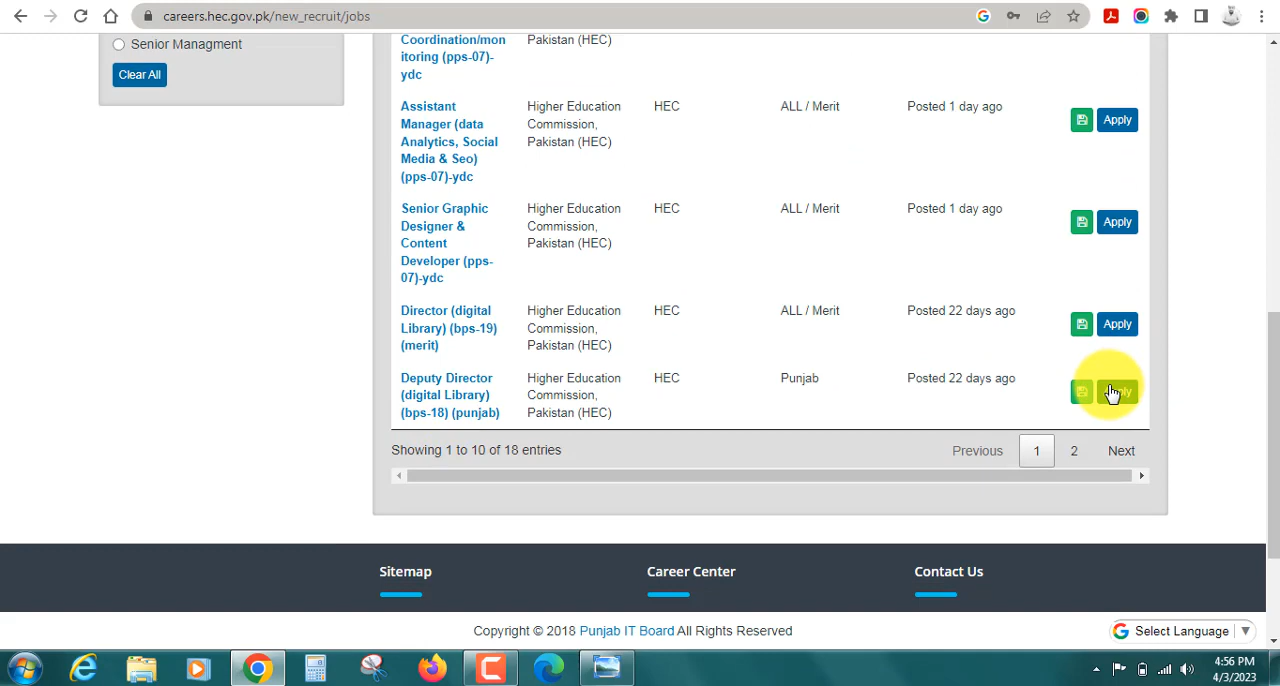 careers.hec.gov.pk/new_recruit/jobs
Senior Managment
Clear All
Coordination/mon
itoring (pps-07)-
ydc
Pakistan (HEC)
Assistant
Manager (data
Analytics, Social
Media & Seo)
(pps-07)-ydc
Higher Education
Commission,
Pakistan (HEC)
HEC
ALL / Merit
Posted 1 day ago
Apply
Senior Graphic
Designer &
Content
Developer (pps-
07)-ydc
Higher Education
Commission,
Pakistan (HEC)
HEC
ALL / Merit
Posted 1 day ago
Apply
Director (digital
Library) (bps-19)
(merit)
Higher Education
Commission,
Pakistan (HEC)
HEC
ALL / Merit
Posted 22 days ago
Apply
Deputy Director
(digital Library)
(bps-18) (punjab)
Higher Education
Commission,
Pakistan (HEC)
HEC
Punjab
Posted 22 days ago
Apply
Showing 1 to 10 of 18 entries
Previous 1 2 Next
Sitemap
Career Center
Contact Us
Copyright © 2018 Punjab IT Board All Rights Reserved
Select Language
4:56 PM
4/3/2023